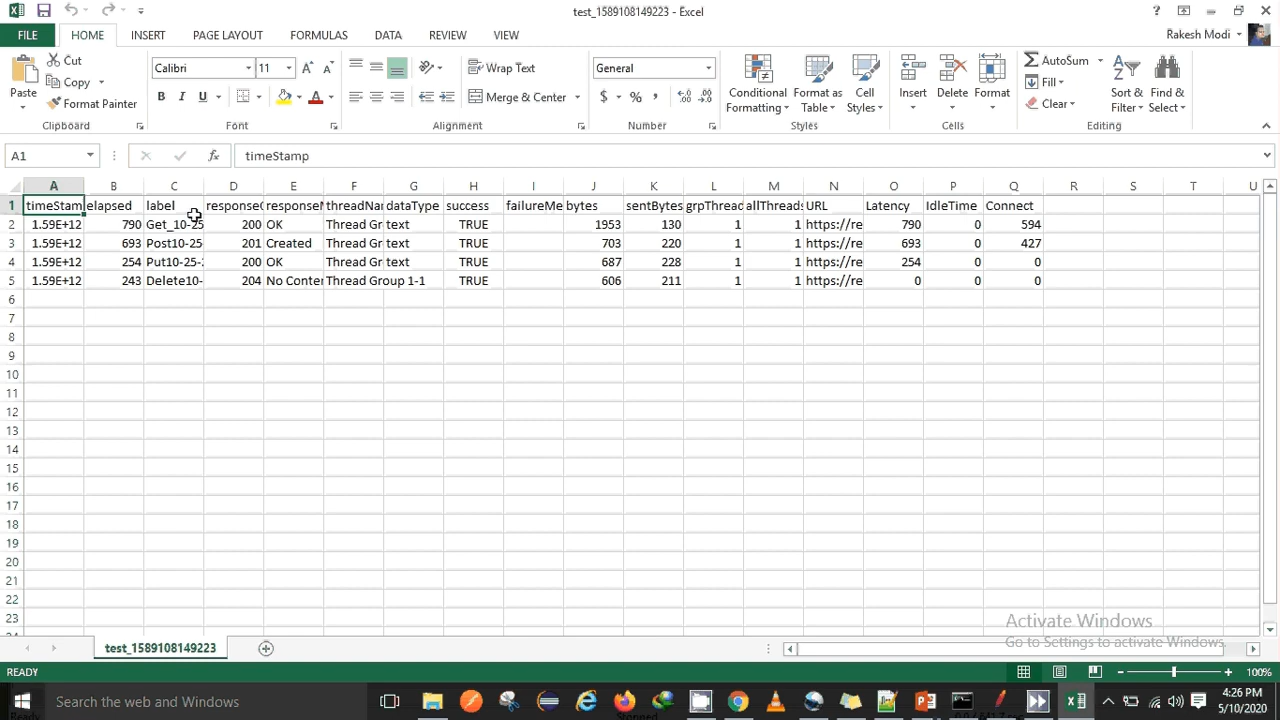 test_1589108149223 - Excel
FILE HOME INSERT PAGE LAYOUT FORMULAS DATA REVIEW VIEW Rakesh Modi
Paste Cut Copy Format Painter Clipboard
Calibri 11 B I U A A A Font
Wrap Text Merge & Center Alignment
General $ % , Number
Conditional Formatting Format as Table Cell Styles Styles
Insert Delete Format Cells
AutoSum Fill Clear Sort & Filter Find & Select Editing
A1 fx timeStamp
A B C D E F G H I J K L M N O P Q R S T U
1 timeStam elapsed label responseC responseM threadNa dataType success failureMe bytes sentBytes grpThread allThreads URL Latency IdleTime Connect
2 1.59E+12 790 Get_10-25 200 OK Thread Gr text TRUE 1953 130 1 1 https://re 790 0 594
3 1.59E+12 693 Post10-25 201 Created Thread Gr text TRUE 703 220 1 1 https://re 693 0 427
4 1.59E+12 254 Put10-25-2 200 OK Thread Gr text TRUE 687 228 1 1 https://re 254 0 0
5 1.59E+12 243 Delete10- 204 No Conten Thread Group 1-1 TRUE 606 211 1 1 https://re 0 0 0
6
7
8
9
10
11
12
13
14
15
16
17
18
19
20
21
22
23
Activate Windows
Go to Settings to activate Windows.
test_1589108149223
READY 100%
Search the web and Windows
4:26 PM
5/10/2020